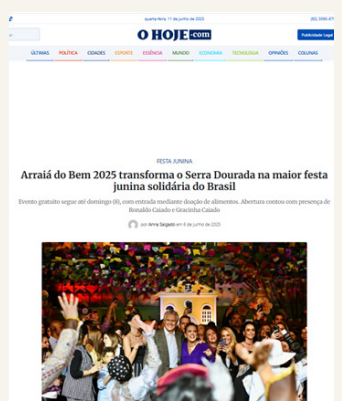 quarta-feira, 11 de junho de 2025
O HOJE.com
Publicidade Legal
ÚLTIMAS POLÍTICA CIDADES ESPORTE ESSÊNCIA MUNDO ECONOMIA TECNOLOGIA OPINIÕES COLUNAS
FESTA JUNINA
Arraiá do Bem 2025 transforma o Serra Dourada na maior festa
junina solidária do Brasil
Evento gratuito segue até domingo (8), com entrada mediante doação de alimentos. Abertura contou com presença de
Ronaldo Caiado e Gracinha Caiado
por Anna Salgado em 6 de junho de 2025